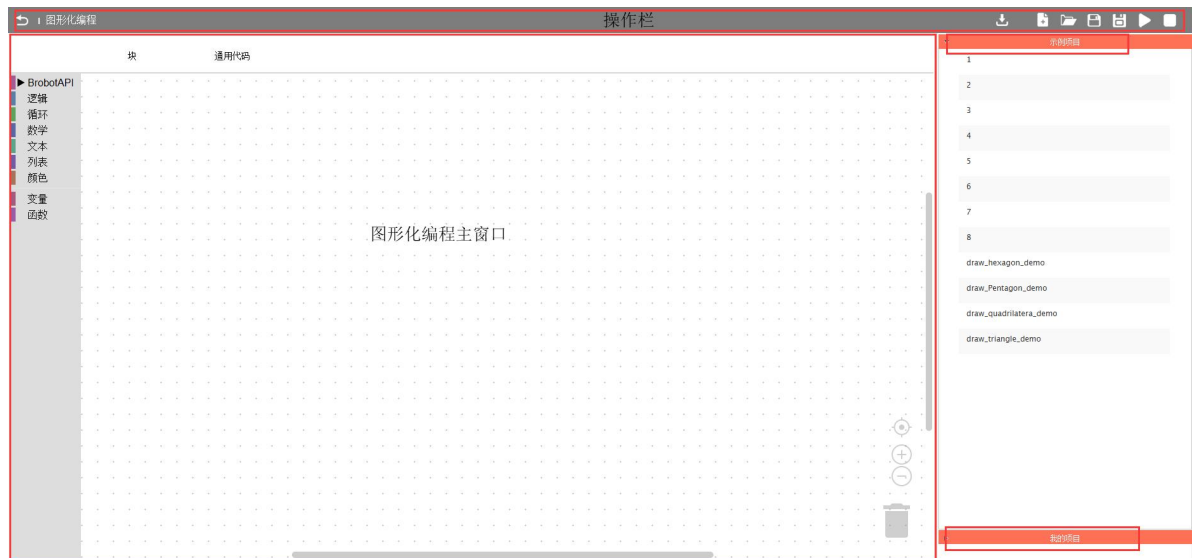 图形化编程
操作栏
块 通用代码
BrobotAPI
逻辑
循环
数学
文本
列表
颜色
变量
函数
图形化编程主窗口
示例项目
1
2
3
4
5
6
7
8
draw_hexagon_demo
draw_Pentagon_demo
draw_quadrilatera_demo
draw_triangle_demo
我的项目